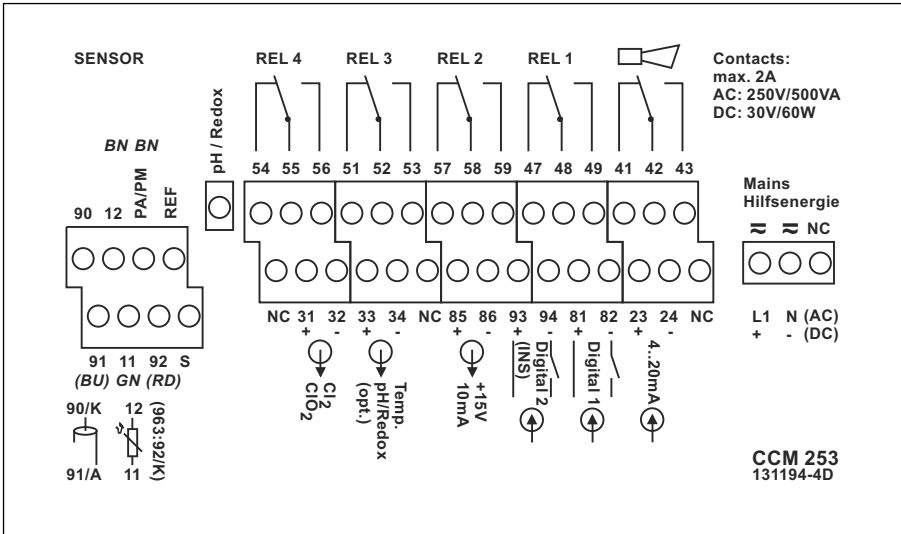 SENSOR
REL 4 REL 3 REL 2 REL 1
Contacts:
max. 2A
AC: 250V/500VA
DC: 30V/60W
pH / Redox
BN BN
54 55 56 51 52 53 57 58 59 47 48 49 41 42 43
90 12 PA/PM REF
Mains
Hilfsenergie
≂ ≂ NC
NC 31 32 33 34 NC 85 86 93 94 81 82 23 24 NC
+ - + - + - + - + - + -
L1 N (AC)
+ - (DC)
91 11 92 S
(BU) GN (RD)
Cl2
ClO2
Temp.
pH/Redox
(opt.)
+15V
10mA
Digital 2
(INS)
Digital 1
4..20mA
90/K 12 (963:92/K)
91/A 11
CCM 253
131194-4D